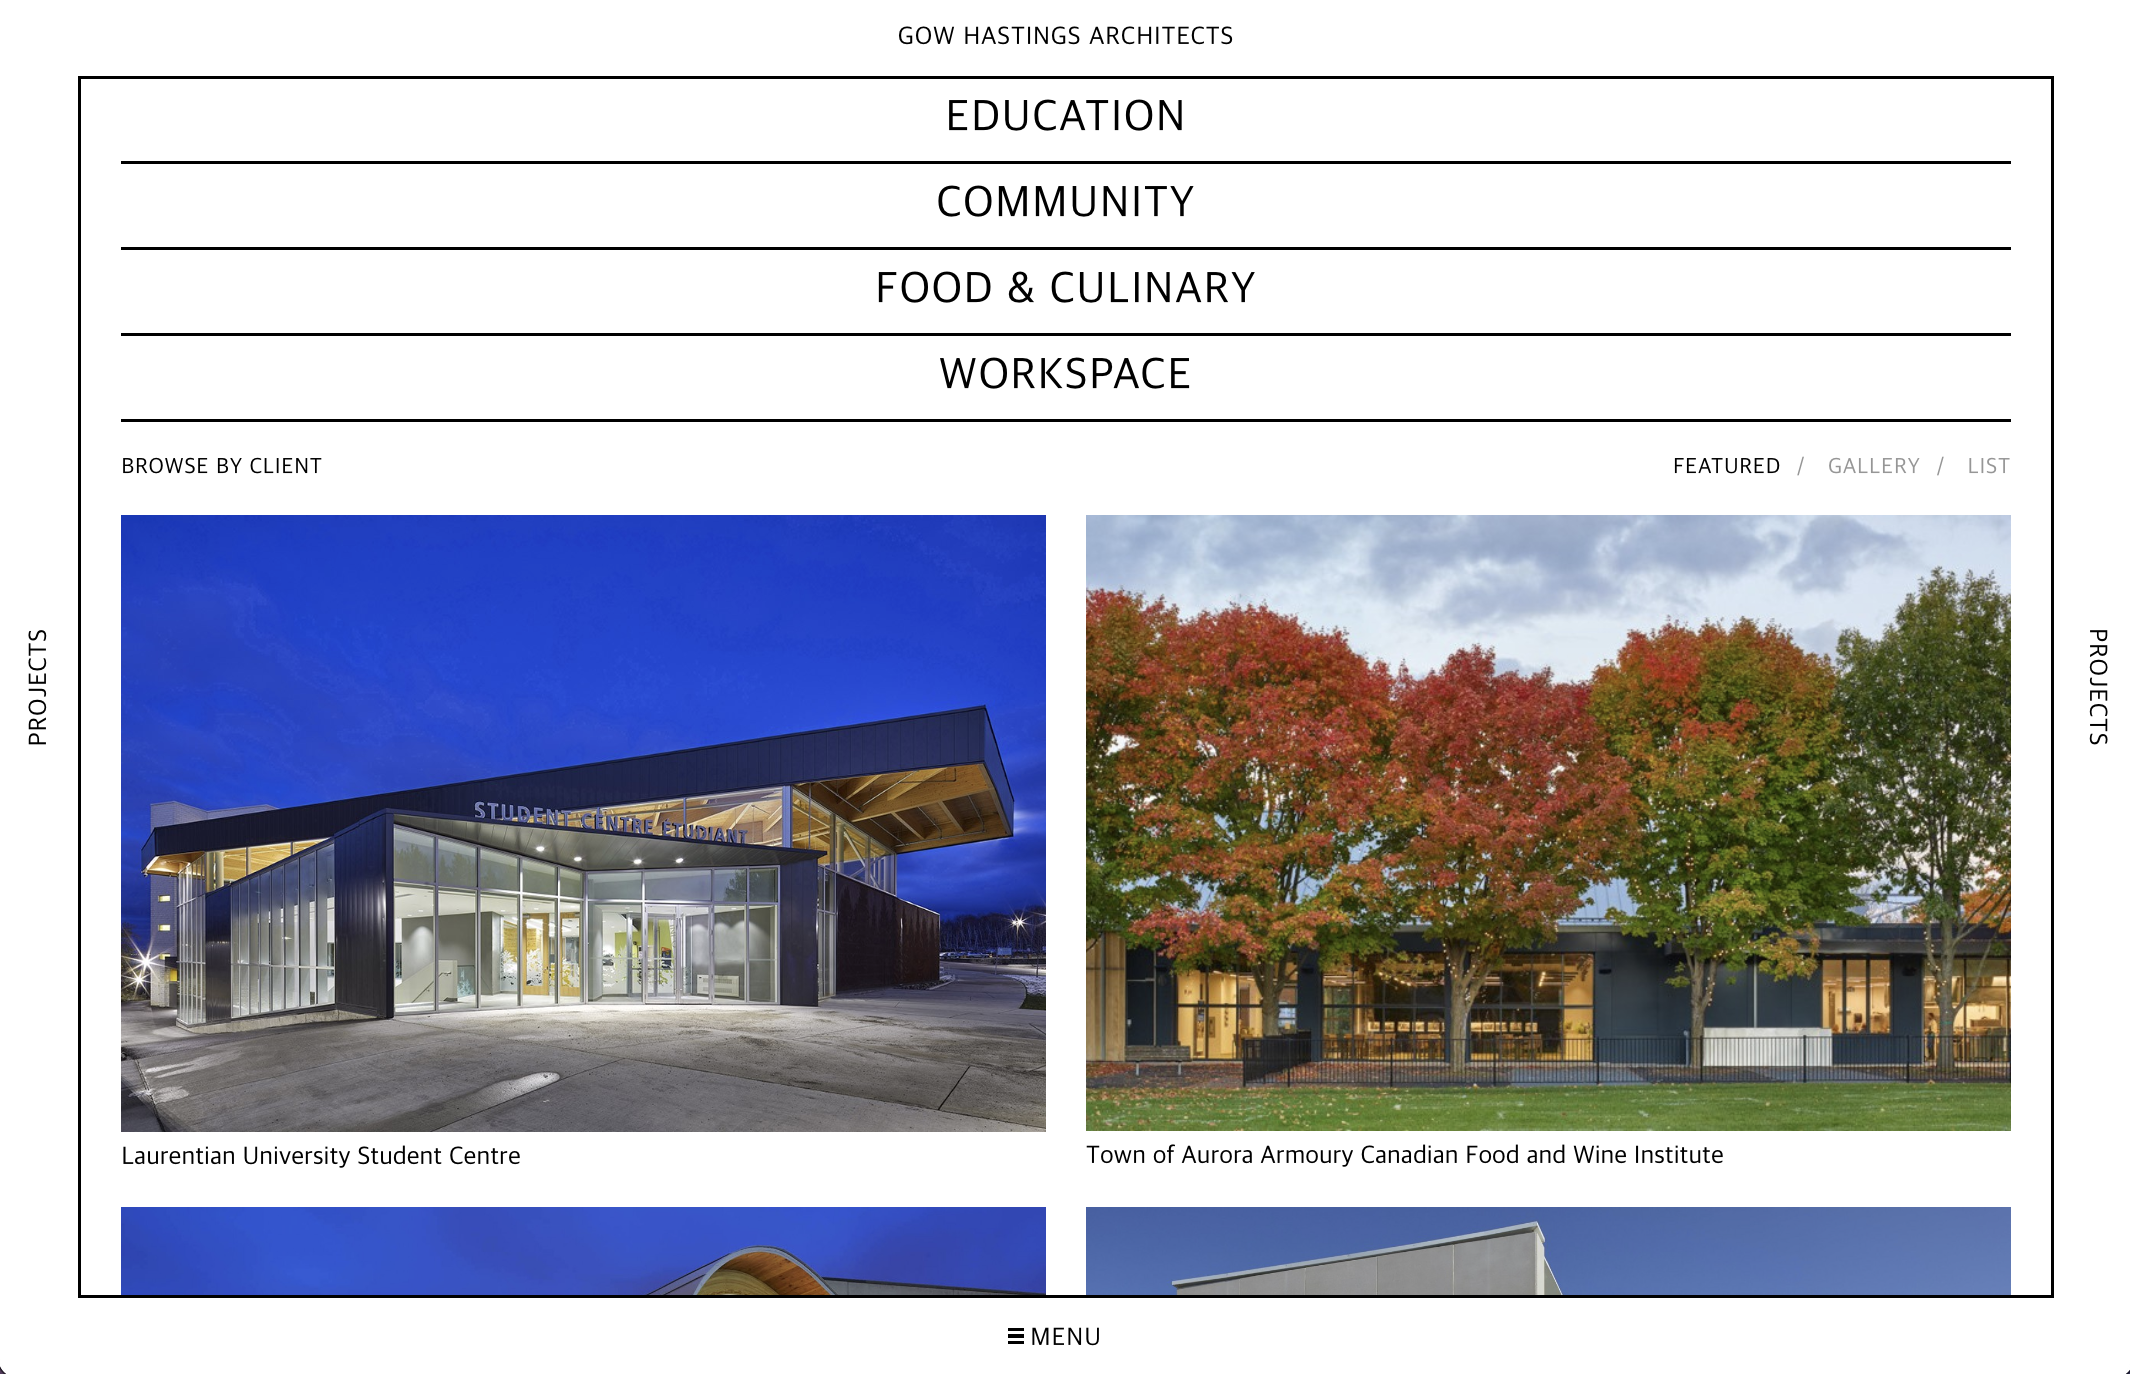 GOW HASTINGS ARCHITECTS
EDUCATION
COMMUNITY
FOOD & CULINARY
WORKSPACE
BROWSE BY CLIENT
FEATURED / GALLERY / LIST
PROJECTS
PROJECTS
STUDENT CENTRE ETUDIANT
Laurentian University Student Centre
Town of Aurora Armoury Canadian Food and Wine Institute
MENU